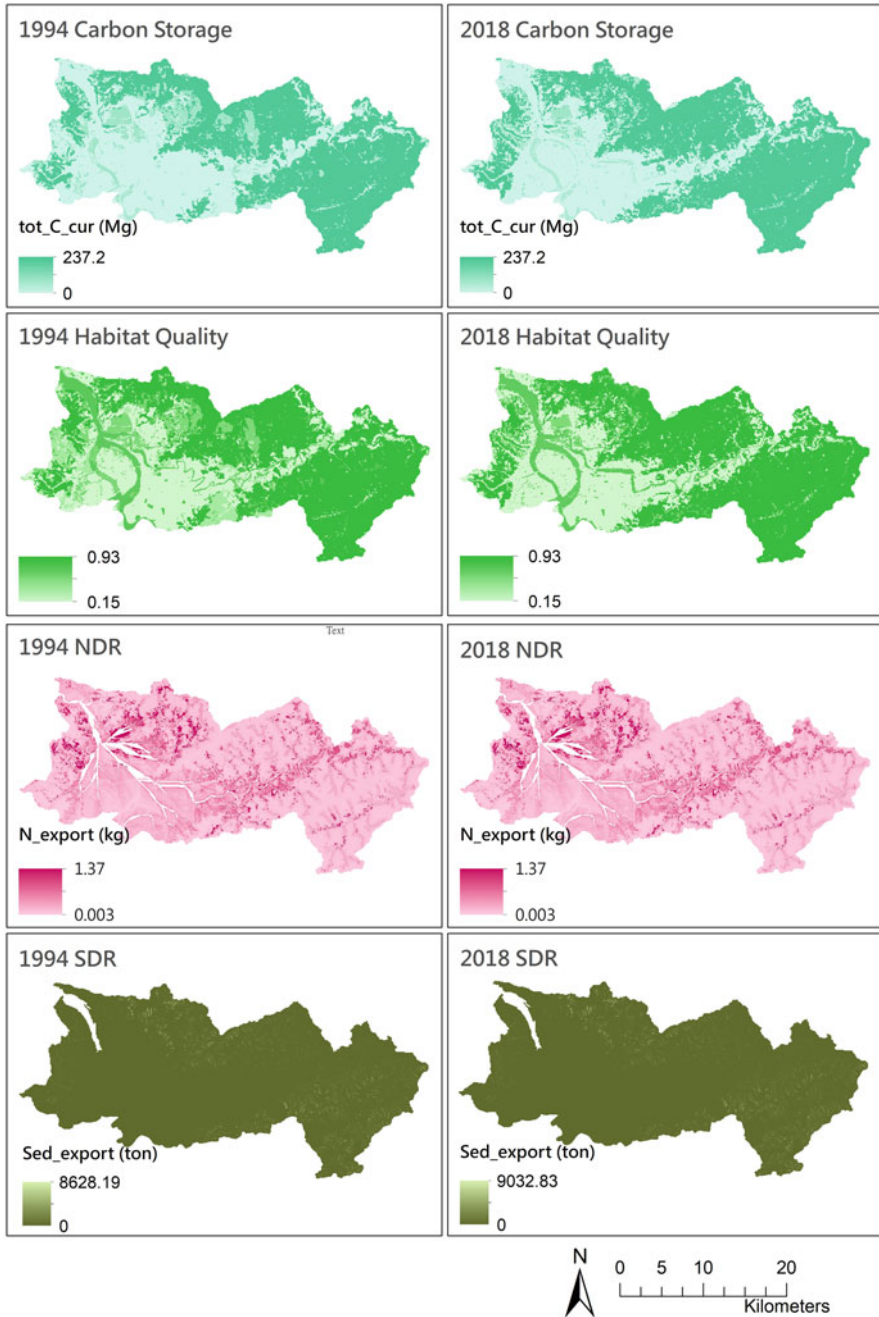 1994 Carbon Storage
tot_C_cur (Mg)
237.2
0
2018 Carbon Storage
tot_C_cur (Mg)
237.2
0
1994 Habitat Quality
0.93
0.15
2018 Habitat Quality
0.93
0.15
Text
1994 NDR
N_export (kg)
1.37
0.003
2018 NDR
N_export (kg)
1.37
0.003
1994 SDR
Sed_export (ton)
8628.19
0
2018 SDR
Sed_export (ton)
9032.83
0
N
0 5 10 20
Kilometers